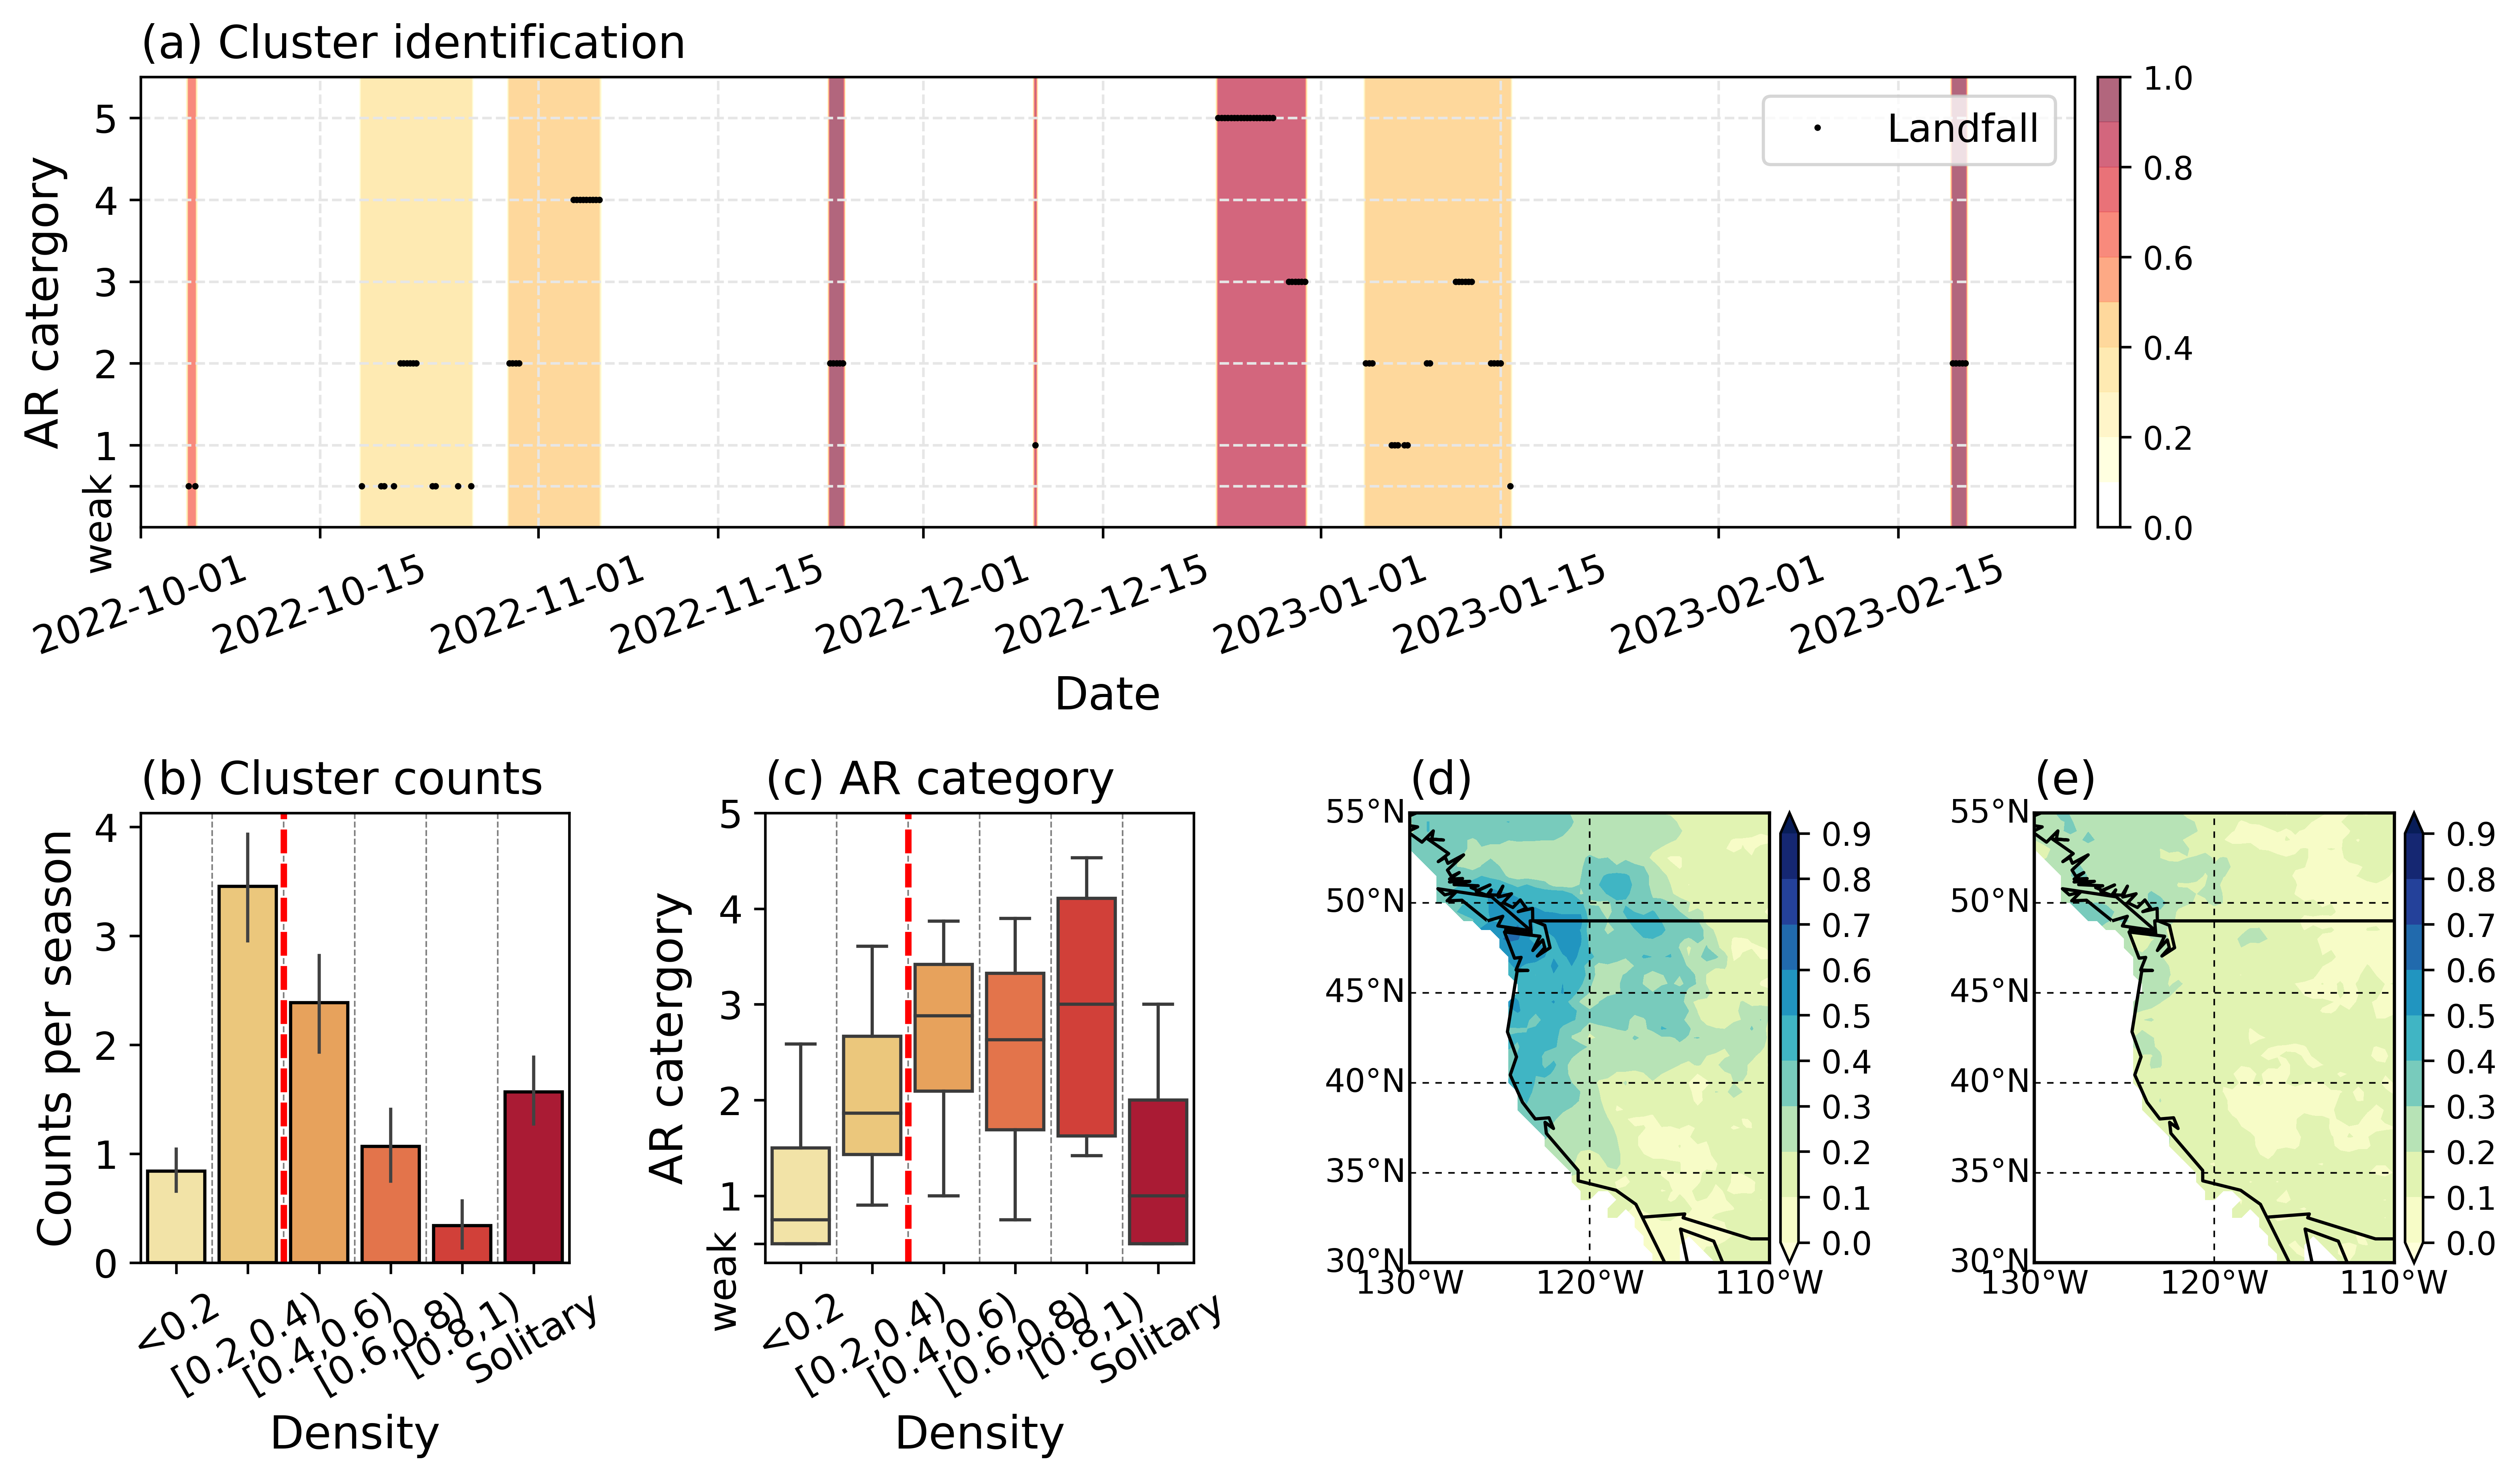 (a) Cluster identification
AR catergory
5
4
3
2
1
weak
Landfall
1.0
0.8
0.6
0.4
0.2
0.0
2022-10-01
2022-10-15
2022-11-01
2022-11-15
2022-12-01
2022-12-15
2023-01-01
2023-01-15
2023-02-01
2023-02-15
Date
(b) Cluster counts
Counts per season
4
3
2
1
0
<0.2
[0.2,0.4)
[0.4,0.6)
[0.6,0.8)
[0.8,1)
Solitary
Density
(c) AR category
AR catergory
5
4
3
2
1
weak
<0.2
[0.2,0.4)
[0.4,0.6)
[0.6,0.8)
[0.8,1)
Solitary
Density
(d)
55°N
50°N
45°N
40°N
35°N
30°N
130°W
120°W
110°W
0.9
0.8
0.7
0.6
0.5
0.4
0.3
0.2
0.1
0.0
(e)
55°N
50°N
45°N
40°N
35°N
30°N
130°W
120°W
110°W
0.9
0.8
0.7
0.6
0.5
0.4
0.3
0.2
0.1
0.0